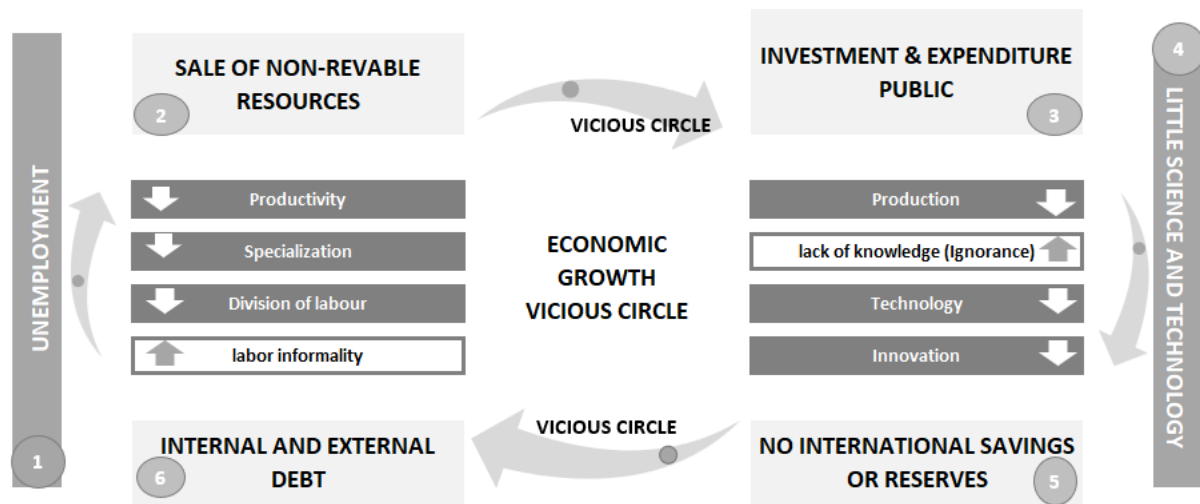 UNEMPLOYMENT
1
SALE OF NON-REVABLE
RESOURCES
2
VICIOUS CIRCLE
INVESTMENT & EXPENDITURE
PUBLIC
3
4
LITTLE SCIENCE AND TECHNOLOGY
Productivity
Specialization
Division of labour
labor informality
ECONOMIC
GROWTH
VICIOUS CIRCLE
Production
lack of knowledge (Ignorance)
Technology
Innovation
VICIOUS CIRCLE
NO INTERNATIONAL SAVINGS
OR RESERVES
5
INTERNAL AND EXTERNAL
DEBT
6